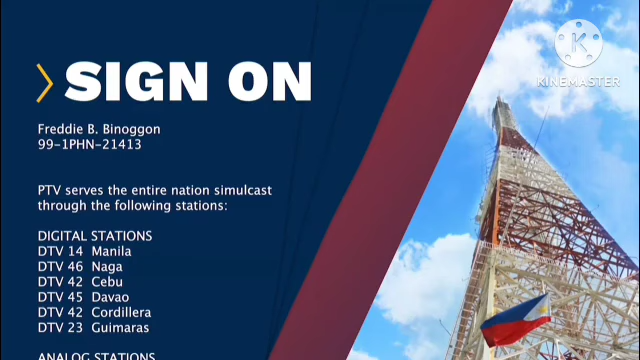 SIGN ON
KINEMASTER
Freddie B. Binoggon
99-1PHN-21413
PTV serves the entire nation simulcast
through the following stations:
DIGITAL STATIONS
DTV 14 Manila
DTV 46 Naga
DTV 42 Cebu
DTV 45 Davao
DTV 42 Cordillera
DTV 23 Guimaras
ANALOG STATIONS